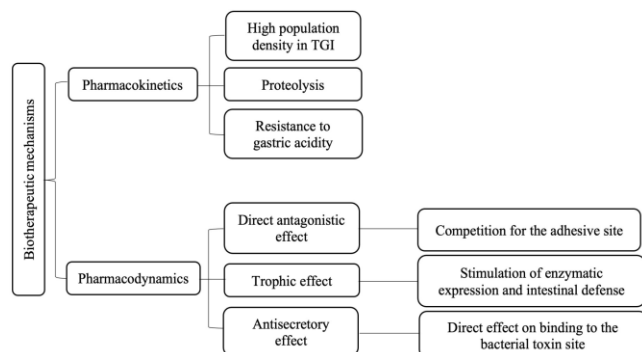 Biotherapeutic mechanisms
Pharmacokinetics
High population
density in TGI
Proteolysis
Resistance to
gastric acidity
Pharmacodynamics
Direct antagonistic
effect
Competition for the adhesive site
Trophic effect
Stimulation of enzymatic
expression and intestinal defense
Antisecretory
effect
Direct effect on binding to the
bacterial toxin site